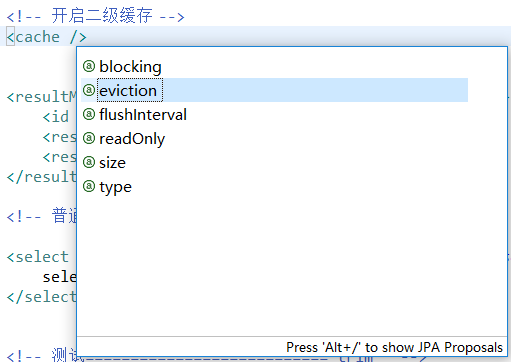 <!-- 开启二级缓存 -->
<cache />
blocking
eviction
<resultM
flushInterval
<id
readOnly
<res
size
<res
type
</result
<!-- 普通
<select
sele
</select
Press 'Alt+/' to show JPA Proposals
<!-- 测试